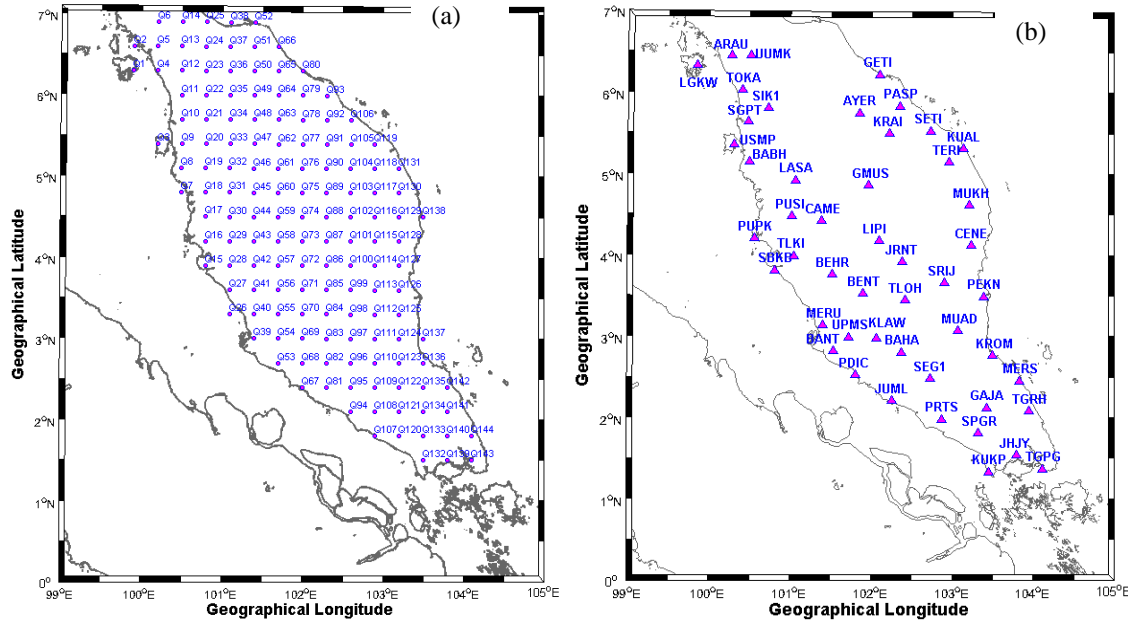 (a)
Q6 Q14 Q25 Q38 Q52
Q2 Q5 Q13 Q24 Q37 Q51 Q66
Q1 Q4 Q12 Q23 Q36 Q50 Q65 Q80
Q11 Q22 Q35 Q49 Q64 Q79 Q93
Q10 Q21 Q34 Q48 Q63 Q78 Q92 Q106
Q3 Q9 Q20 Q33 Q47 Q62 Q77 Q91 Q105 Q119
Q8 Q19 Q32 Q46 Q61 Q76 Q90 Q104 Q118 Q131
Q7 Q18 Q31 Q45 Q60 Q75 Q89 Q103 Q117 Q130
Q17 Q30 Q44 Q59 Q74 Q88 Q102 Q116 Q129 Q138
Q16 Q29 Q43 Q58 Q73 Q87 Q101 Q115 Q128
Q15 Q28 Q42 Q57 Q72 Q86 Q100 Q114 Q127
Q27 Q41 Q56 Q71 Q85 Q99 Q113 Q126
Q26 Q40 Q55 Q70 Q84 Q98 Q112 Q125
Q39 Q54 Q69 Q83 Q97 Q111 Q124 Q137
Q53 Q68 Q82 Q96 Q110 Q123 Q136
Q67 Q81 Q95 Q109 Q122 Q135 Q142
Q94 Q108 Q121 Q134 Q141
Q107 Q120 Q133 Q140 Q144
Q132 Q139 Q143
7°N
6°N
5°N
4°N
3°N
2°N
1°N
0°
Geographical Latitude
99°E 100°E 101°E 102°E 103°E 104°E 105°E
Geographical Longitude
(b)
ARAU UUMK
GETI
LGKW
TOKA
SIK1
PASP
AYER
SGPT
SETI
KRAI
USMP
KUAL
BABH
TERI
LASA
GMUS
MUKH
PUSI CAME
PUPK
LIPI
CENE
TLKI
SBKB
JRNT
BEHR
SRIJ
BENT
TLOH
PEKN
MERU
UPMS KLAW
MUAD
BANT
BAHA
KROM
PDIC
SEG1
MERS
JUML
GAJA
TGRH
PRTS
SPGR
JHJY
KUKP
TGPG
7°N
6°N
5°N
4°N
3°N
2°N
1°N
0°
Geographical Latitude
99°E 100°E 101°E 102°E 103°E 104°E 105°E
Geographical Longitude